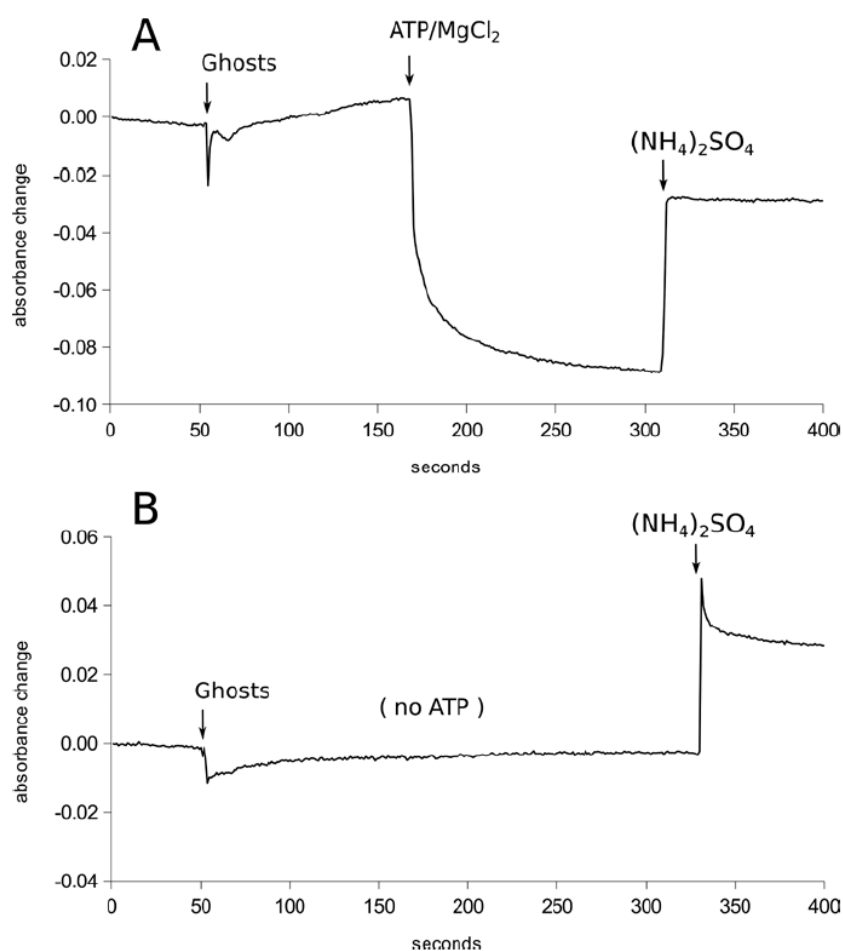 A
ATP/MgCl₂
Ghosts
0.02
0.00
-0.02
-0.04
-0.06
-0.08
-0.10
absorbance change
(NH₄)₂SO₄
0 50 100 150 200 250 300 350 400
seconds
B
(NH₄)₂SO₄
0.06
0.04
0.02
0.00
-0.02
-0.04
absorbance change
Ghosts
( no ATP )
0 50 100 150 200 250 300 350 400
seconds